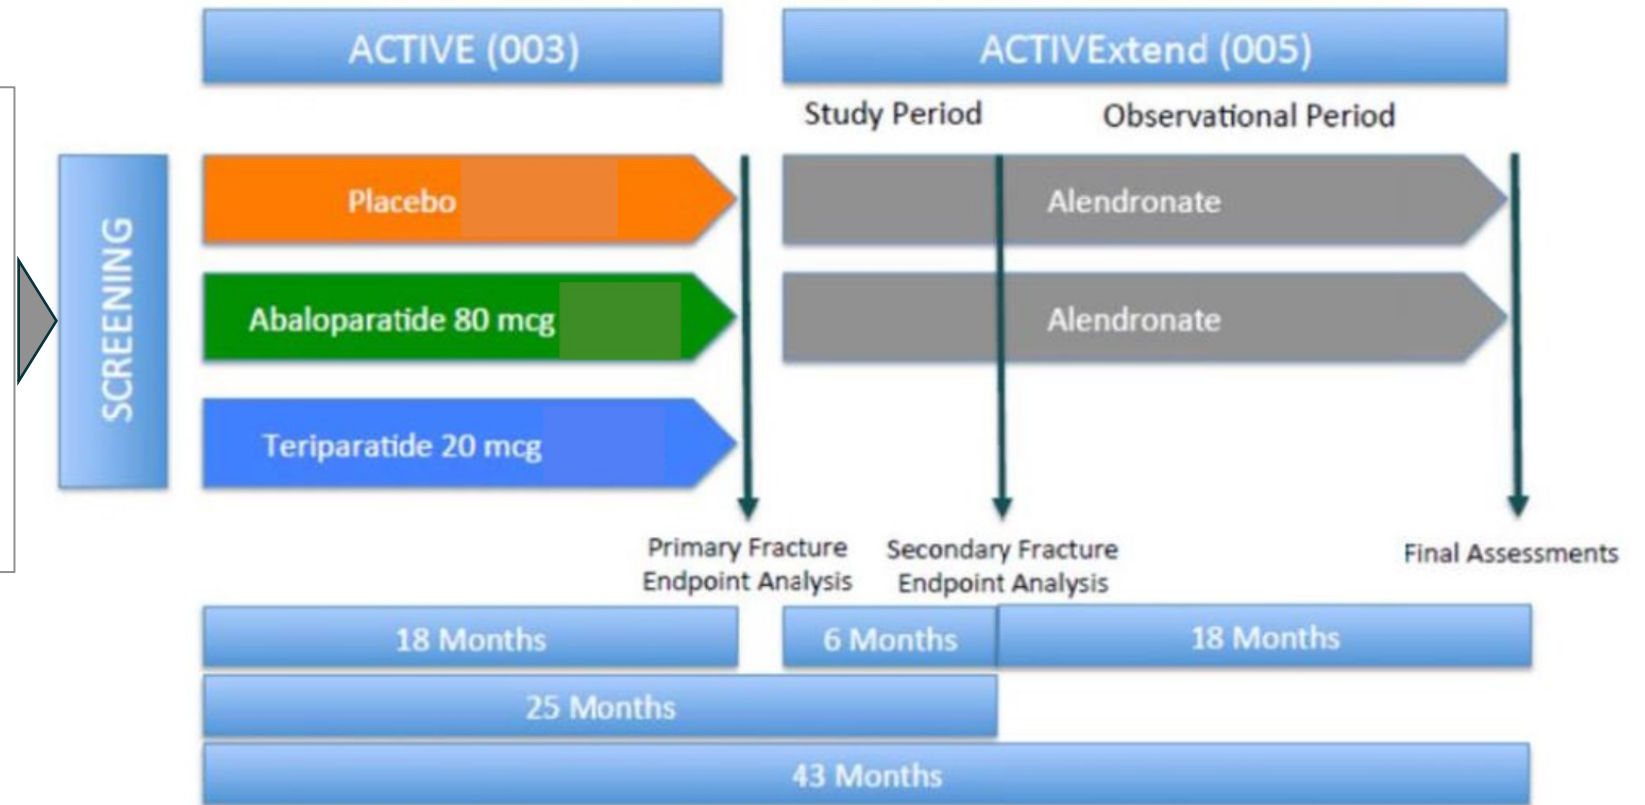 ACTIVE (003)
ACTIVExtend (005)
Study Period
Observational Period
SCREENING
Placebo
Alendronate
Abaloparatide 80 mcg
Alendronate
Teriparatide 20 mcg
Primary Fracture
Endpoint Analysis
Secondary Fracture
Endpoint Analysis
Final Assessments
18 Months
6 Months
18 Months
25 Months
43 Months